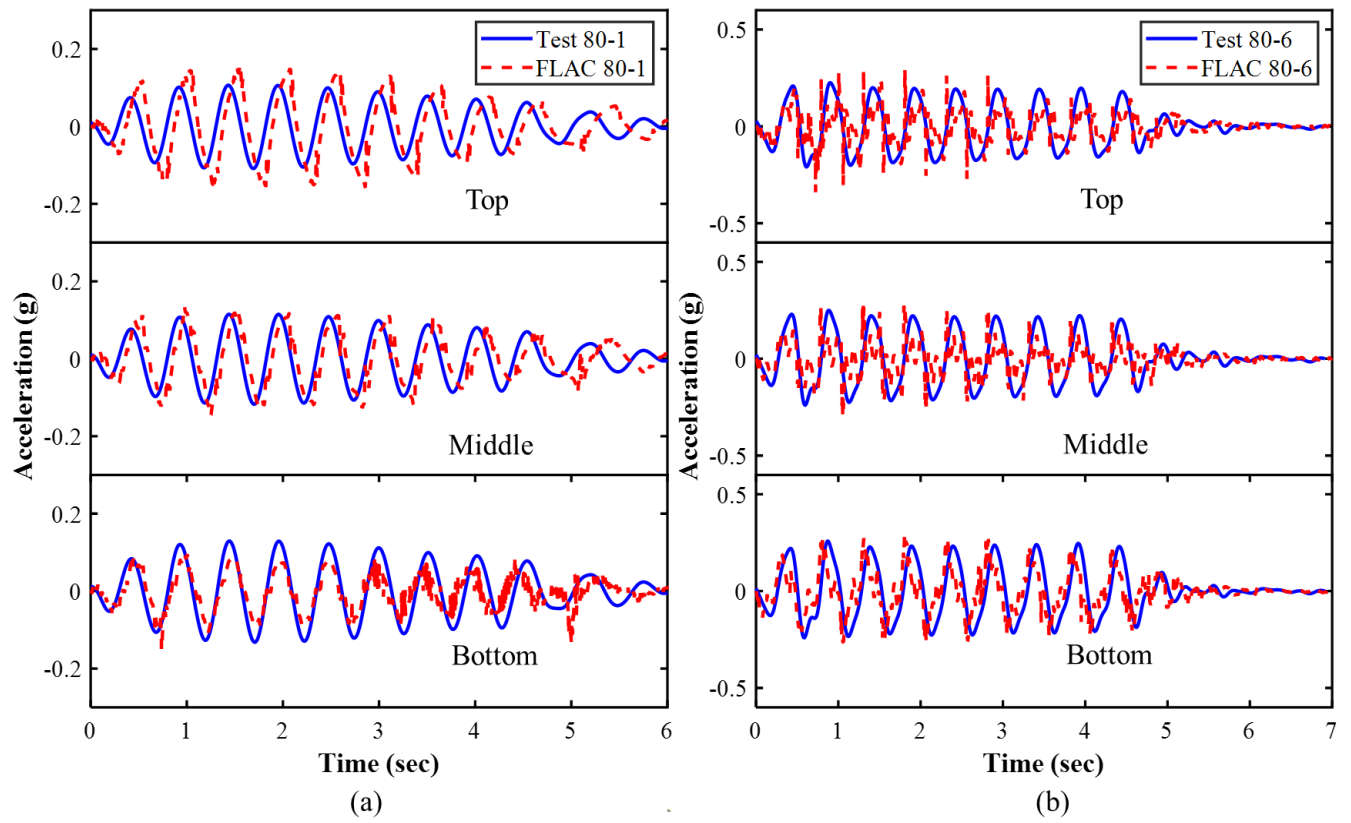 Test 80-1
FLAC 80-1
0.2
0
-0.2
Top
0.2
0
-0.2
Middle
0.2
0
-0.2
Bottom
Acceleration (g)
0 1 2 3 4 5 6
Time (sec)
(a)
Test 80-6
FLAC 80-6
0.5
0
-0.5
Top
0.5
0
-0.5
Middle
0.5
0
-0.5
Bottom
Acceleration (g)
0 1 2 3 4 5 6 7
Time (sec)
(b)